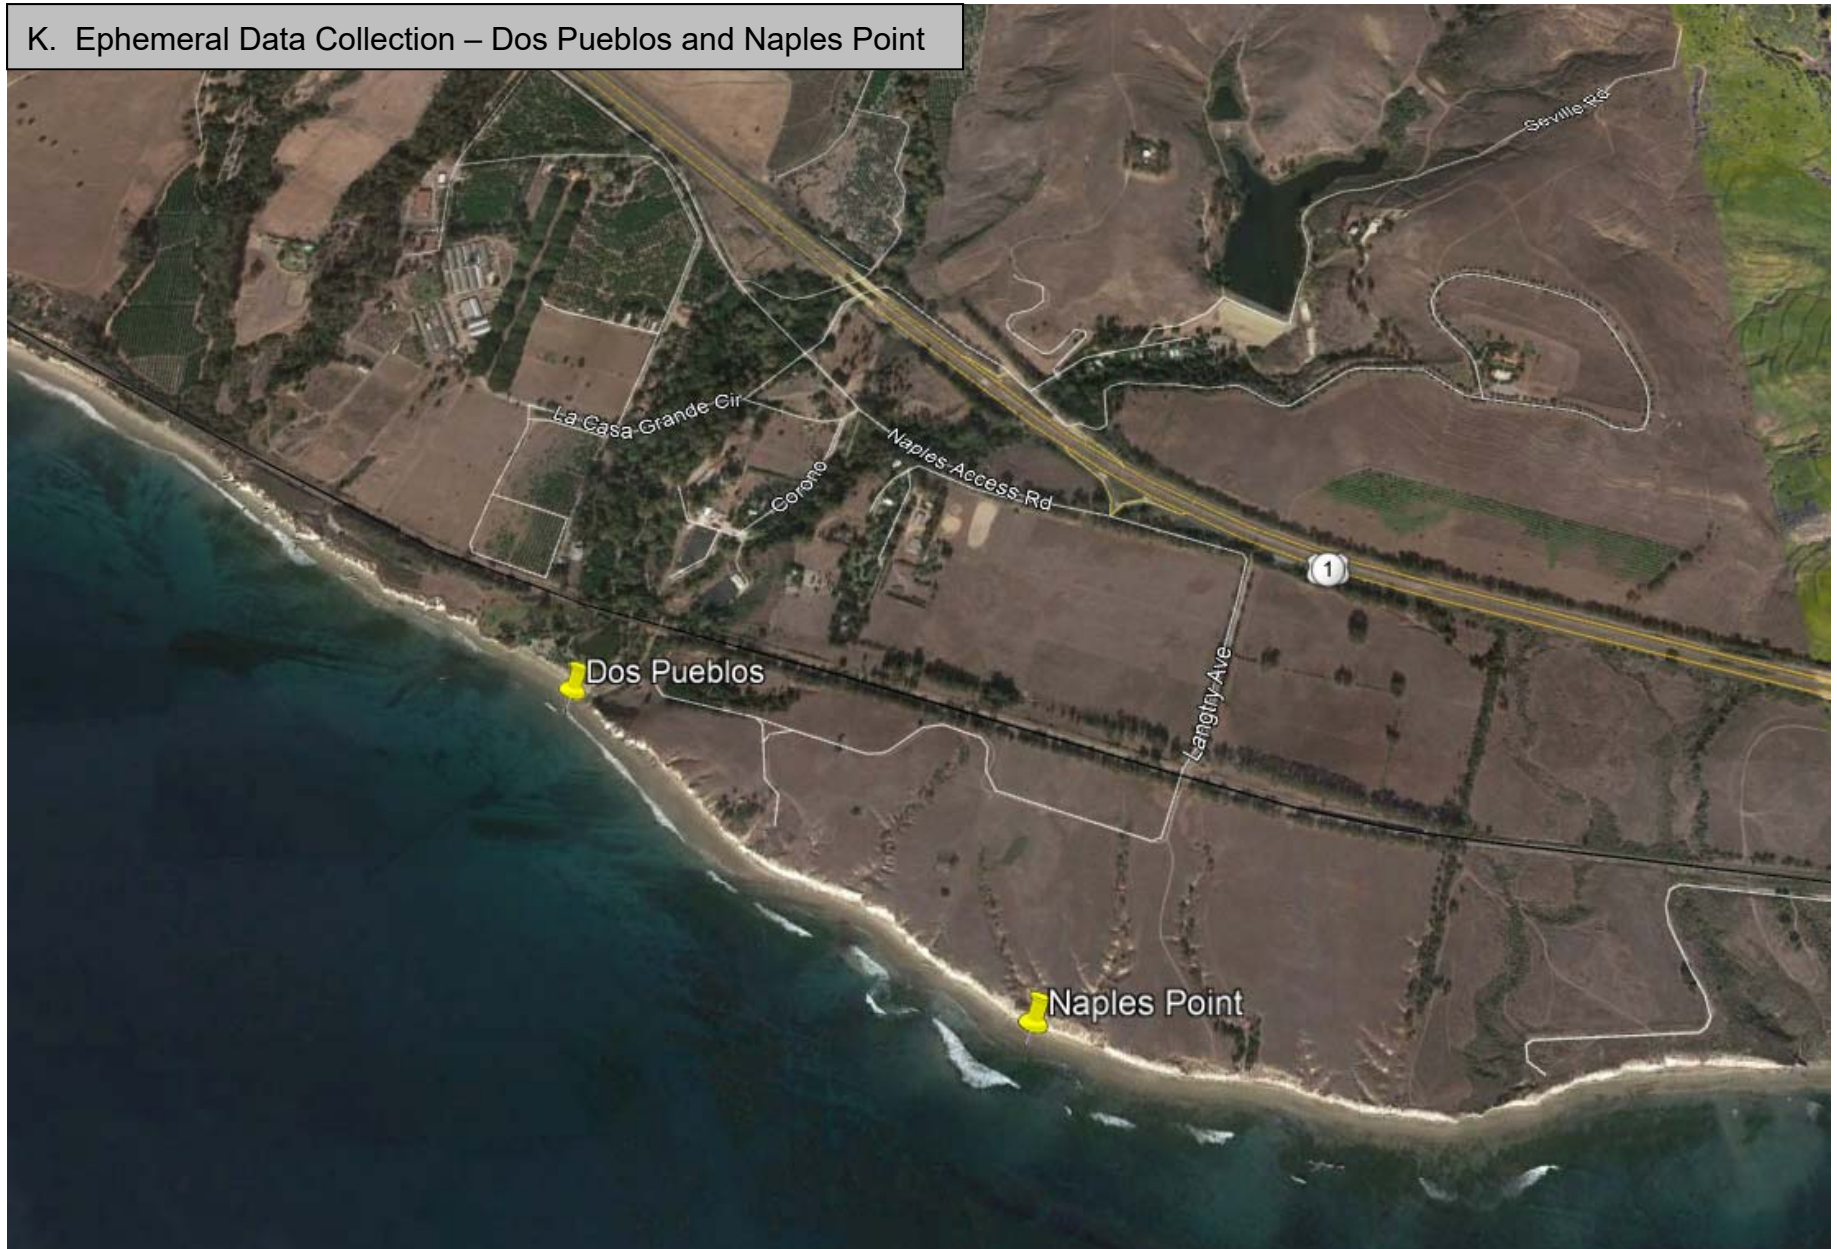 K. Ephemeral Data Collection – Dos Pueblos and Naples Point
Seville Rd
La Casa Grande Cir
Corono
Naples Access Rd
1
Langtry Ave
Dos Pueblos
Naples Point